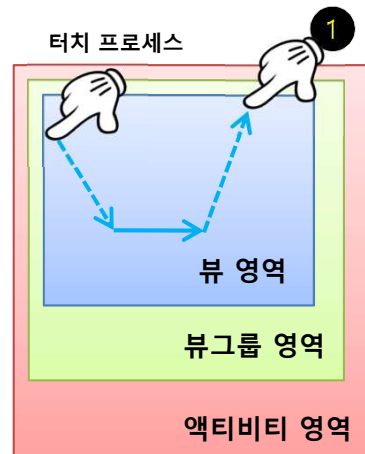 터치 프로세스
1
뷰 영역
뷰그룹 영역
액티비티 영역